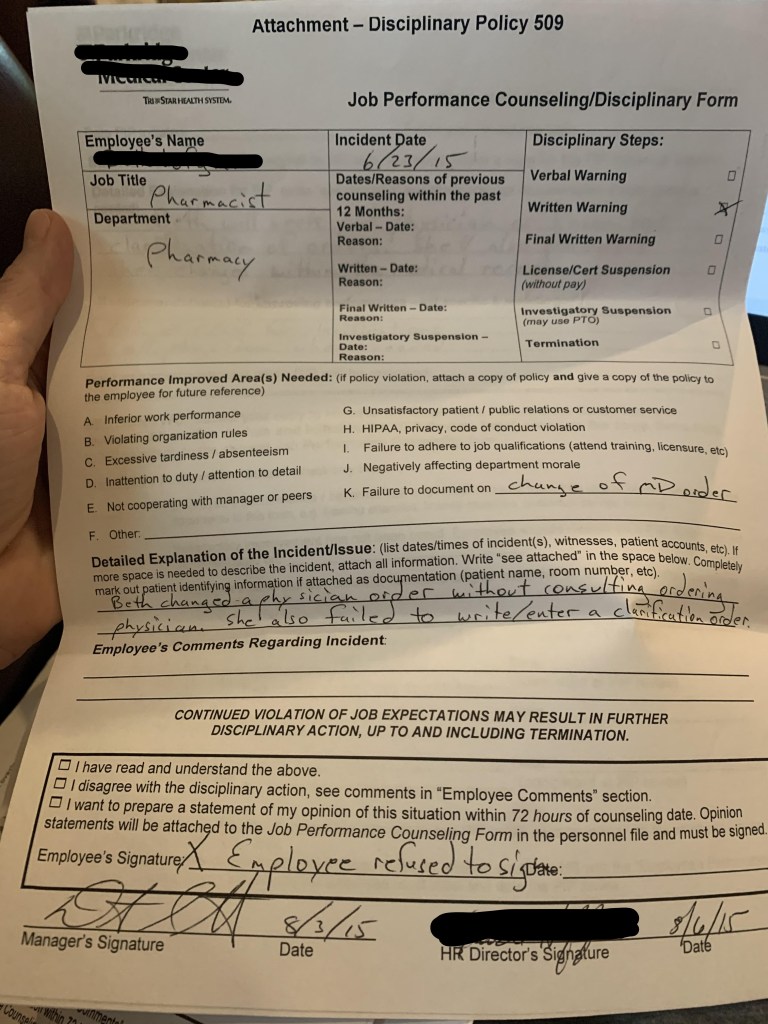 Attachment – Disciplinary Policy 509
TRISTAR HEALTH SYSTEM.
Job Performance Counseling/Disciplinary Form
Employee's Name
Incident Date
6/23/15
Disciplinary Steps:
Job Title
Pharmacist
Dates/Reasons of previous
counseling within the past
12 Months:
Verbal – Date:
Reason:
Verbal Warning
Department
Pharmacy
Written Warning
X
Final Written Warning
Written – Date:
Reason:
License/Cert Suspension
(without pay)
Final Written – Date:
Reason:
Investigatory Suspension
(may use PTO)
Investigatory Suspension –
Date:
Reason:
Termination
Performance Improved Area(s) Needed: (if policy violation, attach a copy of policy and give a copy of the policy to
the employee for future reference)
A. Inferior work performance
B. Violating organization rules
C. Excessive tardiness / absenteeism
D. Inattention to duty / attention to detail
E. Not cooperating with manager or peers
G. Unsatisfactory patient / public relations or customer service
H. HIPAA, privacy, code of conduct violation
I. Failure to adhere to job qualifications (attend training, licensure, etc)
J. Negatively affecting department morale
K. Failure to document on change of MD order
F. Other:
Detailed Explanation of the Incident/Issue: (list dates/times of incident(s), witnesses, patient accounts, etc). If
more space is needed to describe the incident, attach all information. Write "see attached" in the space below. Completely
mark out patient identifying information if attached as documentation (patient name, room number, etc).
Beth changed a physician order without consulting ordering
physician. She also failed to write/enter a clarification order.
Employee's Comments Regarding Incident:
CONTINUED VIOLATION OF JOB EXPECTATIONS MAY RESULT IN FURTHER
DISCIPLINARY ACTION, UP TO AND INCLUDING TERMINATION.
I have read and understand the above.
I disagree with the disciplinary action, see comments in "Employee Comments" section.
I want to prepare a statement of my opinion of this situation within 72 hours of counseling date. Opinion
statements will be attached to the Job Performance Counseling Form in the personnel file and must be signed.
Employee's Signature: X Employee refused to sign Date:
8/3/15
8/6/15
Manager's Signature
Date
HR Director's Signature
Date